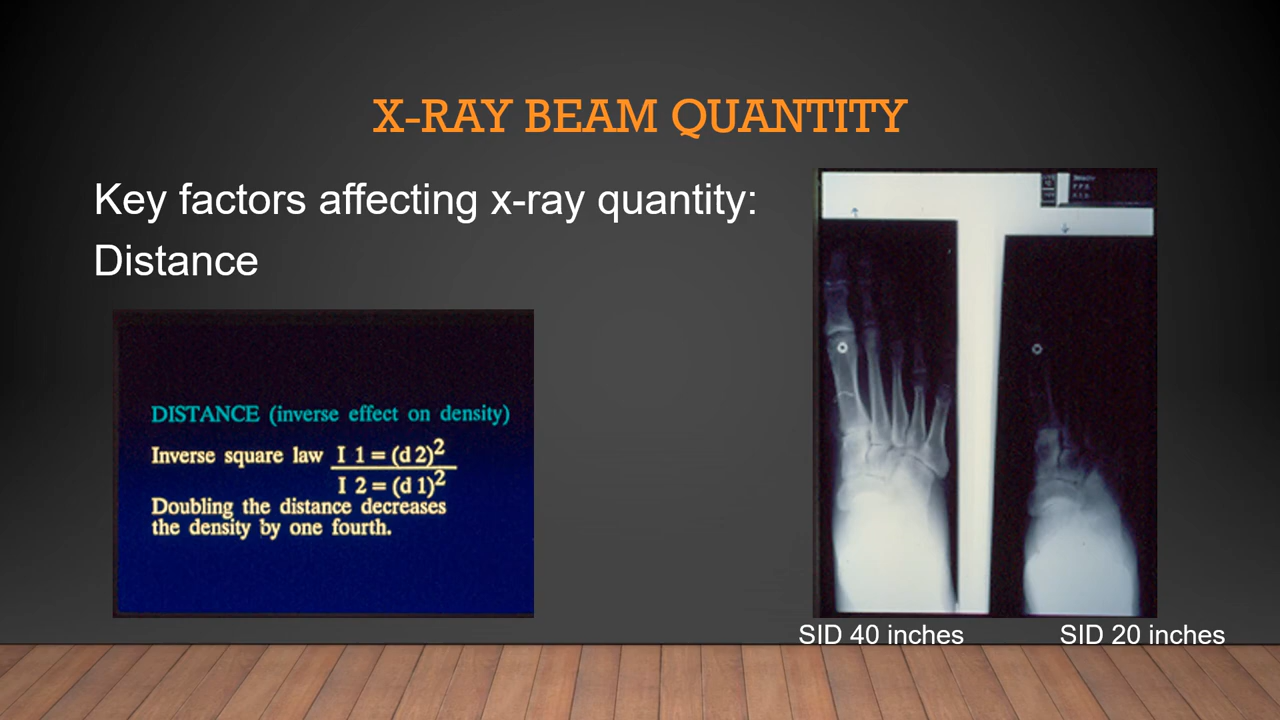 X-RAY BEAM QUANTITY
Key factors affecting x-ray quantity:
Distance
DISTANCE (inverse effect on density)
Inverse square law I 1 = (d 2)²
I 2 = (d 1)²
Doubling the distance decreases
the density by one fourth.
SID 40 inches
SID 20 inches